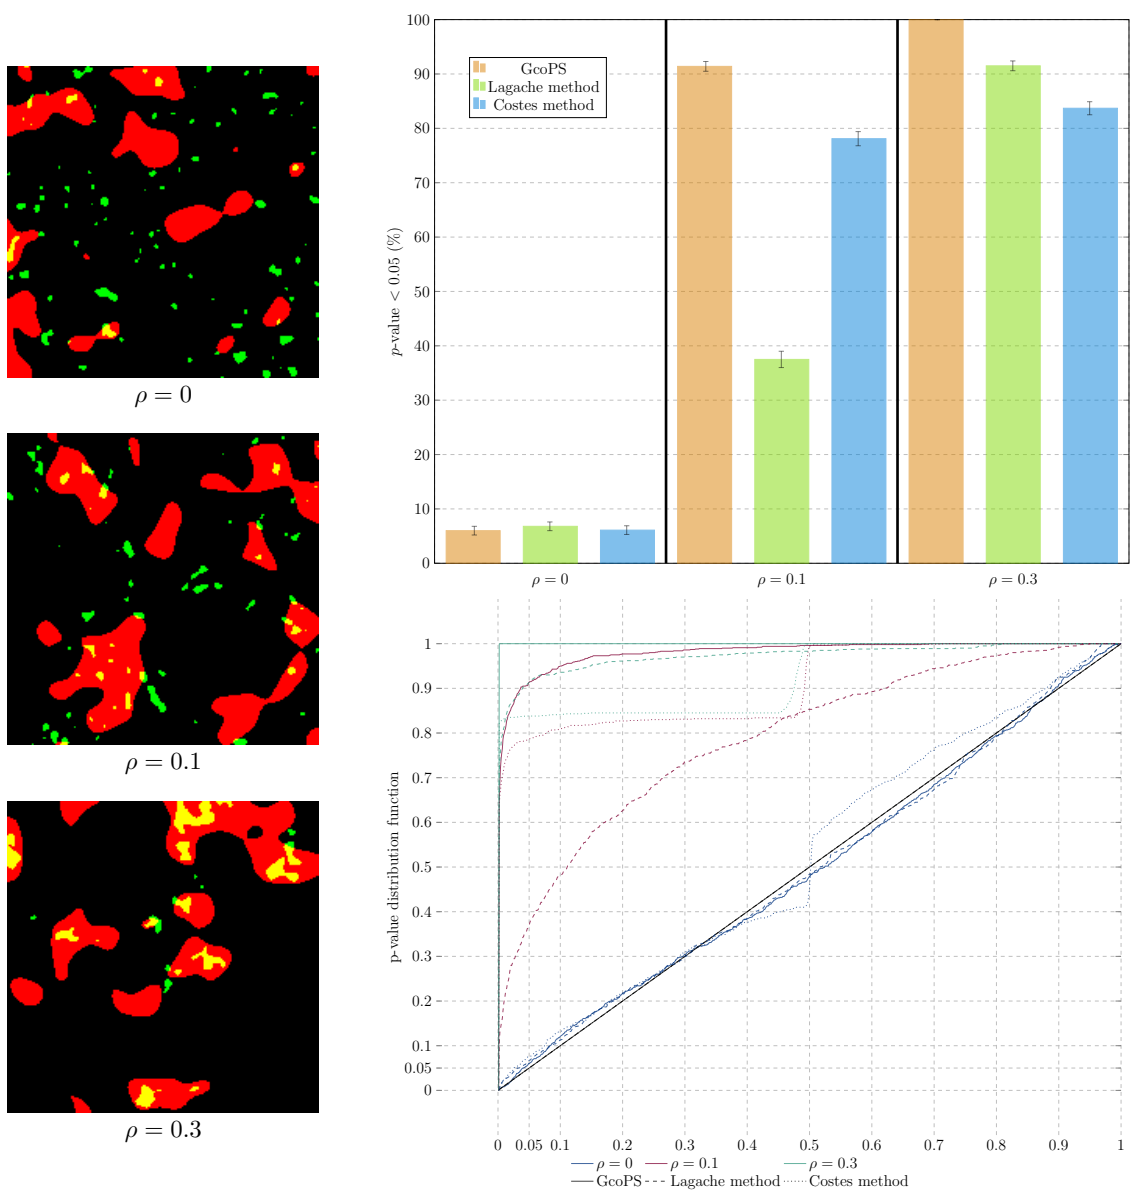 ρ = 0
ρ = 0.1
ρ = 0.3
100
90
80
70
60
50
40
30
20
10
0
p-value < 0.05 (%)
GcoPS
Lagache method
Costes method
ρ = 0 ρ = 0.1 ρ = 0.3
1
0.9
0.8
0.7
0.6
0.5
0.4
0.3
0.2
0.1
0.05
0
p-value distribution function
0 0.05 0.1 0.2 0.3 0.4 0.5 0.6 0.7 0.8 0.9 1
ρ = 0 ρ = 0.1 ρ = 0.3
GcoPS Lagache method Costes method